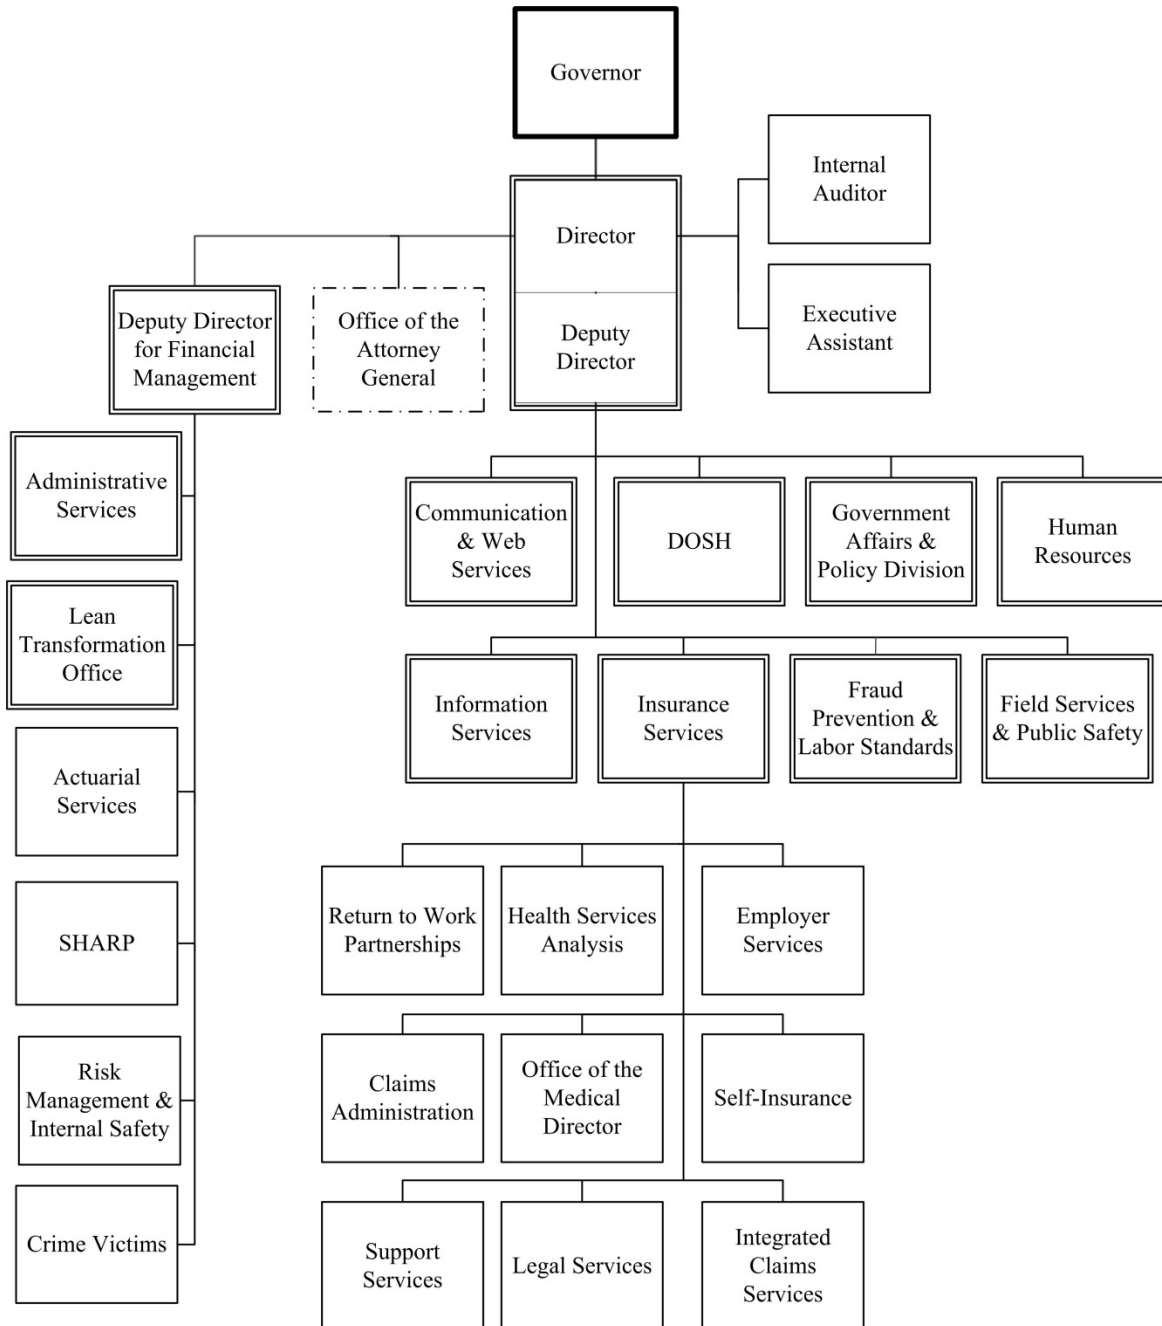 Governor
Internal
Auditor
Director
Executive
Assistant
Deputy Director
for Financial
Management
Office of the
Attorney
General
Deputy
Director
Administrative
Services
Communication
& Web
Services
DOSH
Government
Affairs &
Policy Division
Human
Resources
Lean
Transformation
Office
Information
Services
Insurance
Services
Fraud
Prevention &
Labor Standards
Field Services
& Public Safety
Actuarial
Services
SHARP
Return to Work
Partnerships
Health Services
Analysis
Employer
Services
Risk
Management &
Internal Safety
Claims
Administration
Office of the
Medical
Director
Self-Insurance
Crime Victims
Support
Services
Legal Services
Integrated
Claims
Services